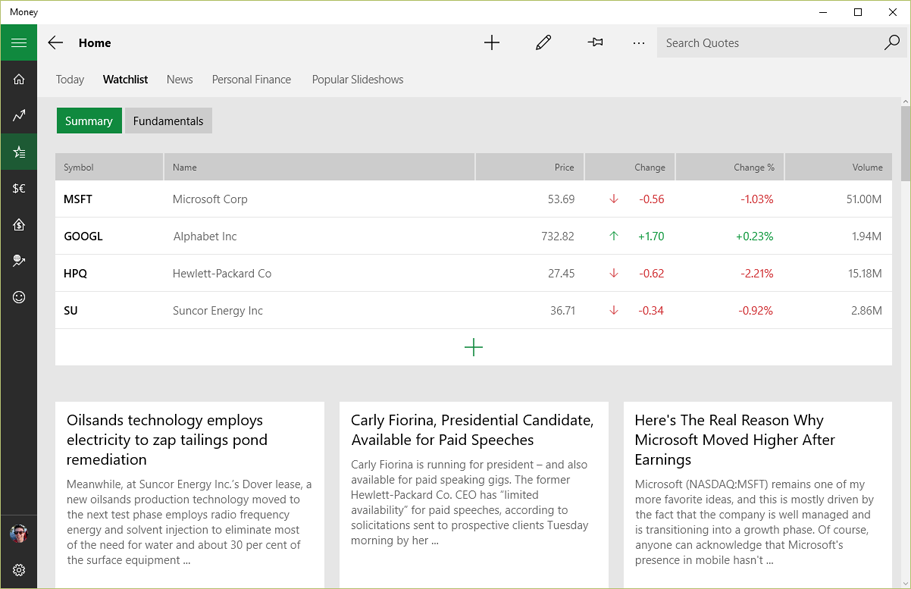 Money
Home
Search Quotes
Today Watchlist News Personal Finance Popular Slideshows
Summary Fundamentals
Symbol Name Price Change Change % Volume
MSFT Microsoft Corp 53.69 -0.56 -1.03% 51.00M
GOOGL Alphabet Inc 732.82 +1.70 +0.23% 1.94M
HPQ Hewlett-Packard Co 27.45 -0.62 -2.21% 15.18M
SU Suncor Energy Inc 36.71 -0.34 -0.92% 2.86M
Oilsands technology employs
electricity to zap tailings pond
remediation
Meanwhile, at Suncor Energy Inc.'s Dover lease, a
new oilsands production technology moved to
the next test phase employs radio frequency
energy and solvent injection to eliminate most
of the need for water and about 30 per cent of
the surface equipment ...
Carly Fiorina, Presidential Candidate,
Available for Paid Speeches
Carly Fiorina is running for president – and also
available for paid speaking gigs. The former
Hewlett-Packard Co. CEO has "limited
availability" for paid speeches, according to
solicitations sent to prospective clients Tuesday
morning by her ...
Here's The Real Reason Why
Microsoft Moved Higher After
Earnings
Microsoft (NASDAQ:MSFT) remains one of my
more favorite ideas, and this is mostly driven by
the fact that the company is well managed and
is transitioning into a growth phase. Of course,
anyone can acknowledge that Microsoft's
presence in mobile hasn't ...